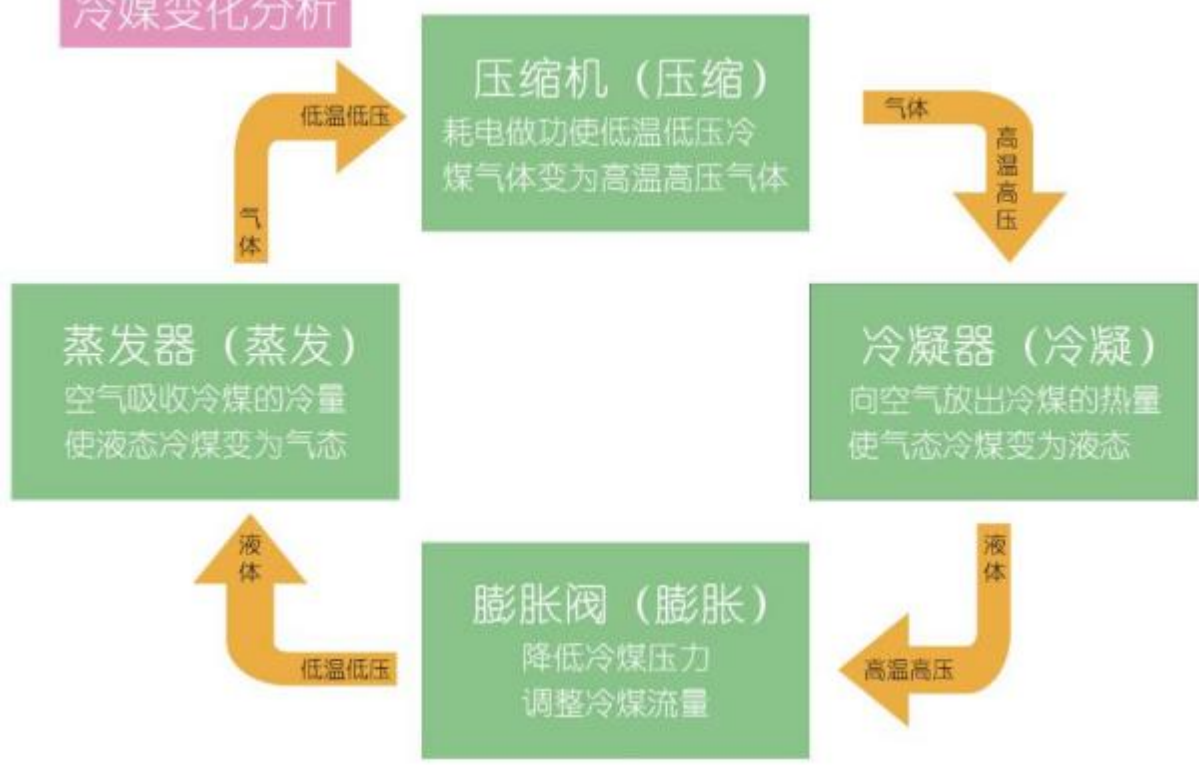 冷媒变化分析
压缩机（压缩）
耗电做功使低温低压冷
煤气体变为高温高压气体
低温低压
气体
气体
高温高压
蒸发器（蒸发）
空气吸收冷煤的冷量
使液态冷煤变为气态
冷凝器（冷凝）
向空气放出冷煤的热量
使气态冷煤变为液态
液体
低温低压
膨胀阀（膨胀）
降低冷煤压力
调整冷煤流量
液体
高温高压